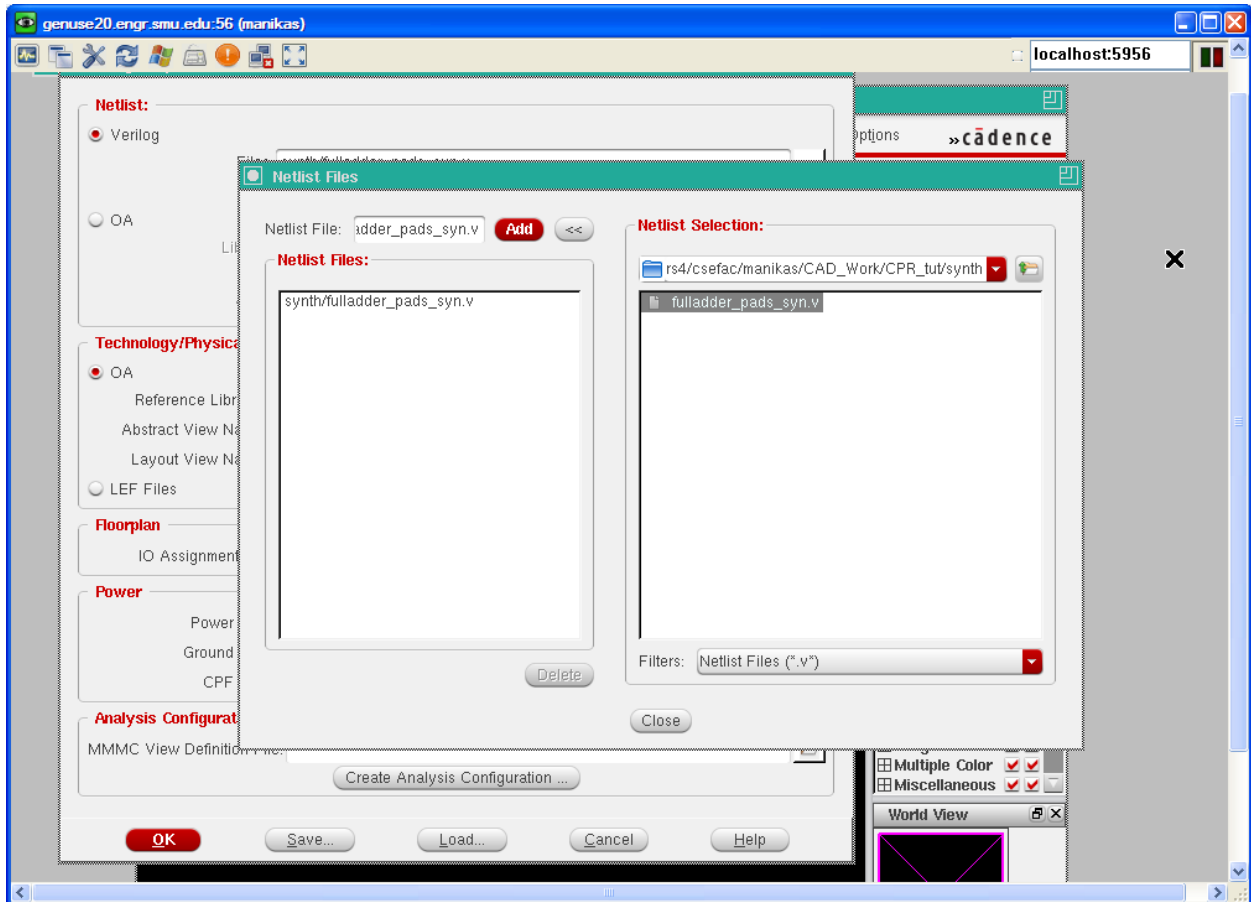 genuse20.engr.smu.edu:56 (manikas)
localhost:5956
Netlist:
Verilog
Options
cādence
Netlist Files
OA
Netlist File: adder_pads_syn.v Add <<
Netlist Selection:
Netlist Files:
rs4/csefac/manikas/CAD_Work/CPR_tut/synth
synth/fulladder_pads_syn.v
fulladder_pads_syn.v
Technology/Physica
OA
Reference Libr
Abstract View Na
Layout View Na
LEF Files
Floorplan
IO Assignment
Power
Power
Ground
CPF
Filters: Netlist Files (*.v*)
Delete
Analysis Configurat
Close
MMMC View Definition File:
Create Analysis Configuration ...
Multiple Color
Miscellaneous
World View
OK Save... Load... Cancel Help